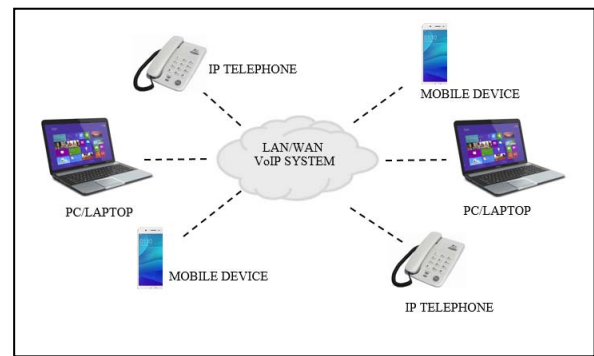 IP TELEPHONE
MOBILE DEVICE
LAN/WAN
VoIP SYSTEM
PC/LAPTOP
PC/LAPTOP
MOBILE DEVICE
IP TELEPHONE